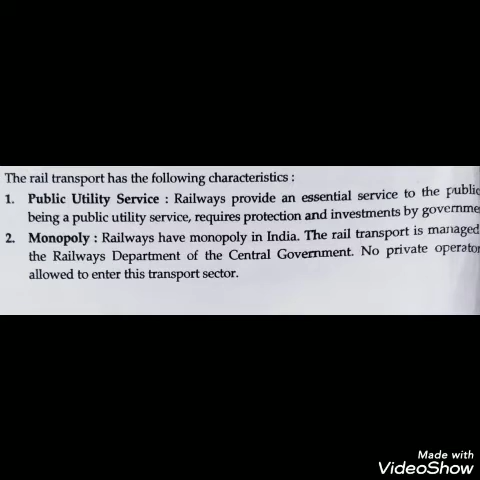 The rail transport has the following characteristics :
1. Public Utility Service : Railways provide an essential service to the public
being a public utility service, requires protection and investments by governme
2. Monopoly : Railways have monopoly in India. The rail transport is managed
the Railways Department of the Central Government. No private operator
allowed to enter this transport sector.
Made with
VideoShow